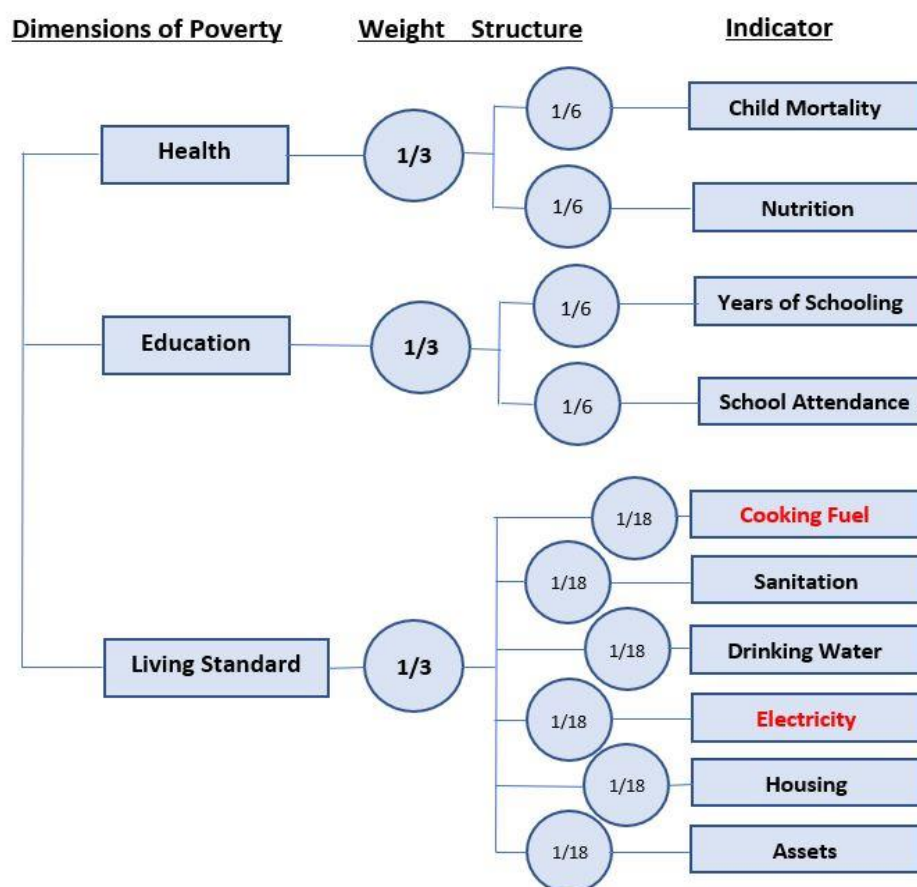 Dimensions of Poverty Weight Structure Indicator
1/6 Child Mortality
Health 1/3
1/6 Nutrition
1/6 Years of Schooling
Education 1/3
1/6 School Attendance
1/18 Cooking Fuel
1/18 Sanitation
1/18 Drinking Water
Living Standard 1/3
1/18 Electricity
1/18 Housing
1/18 Assets